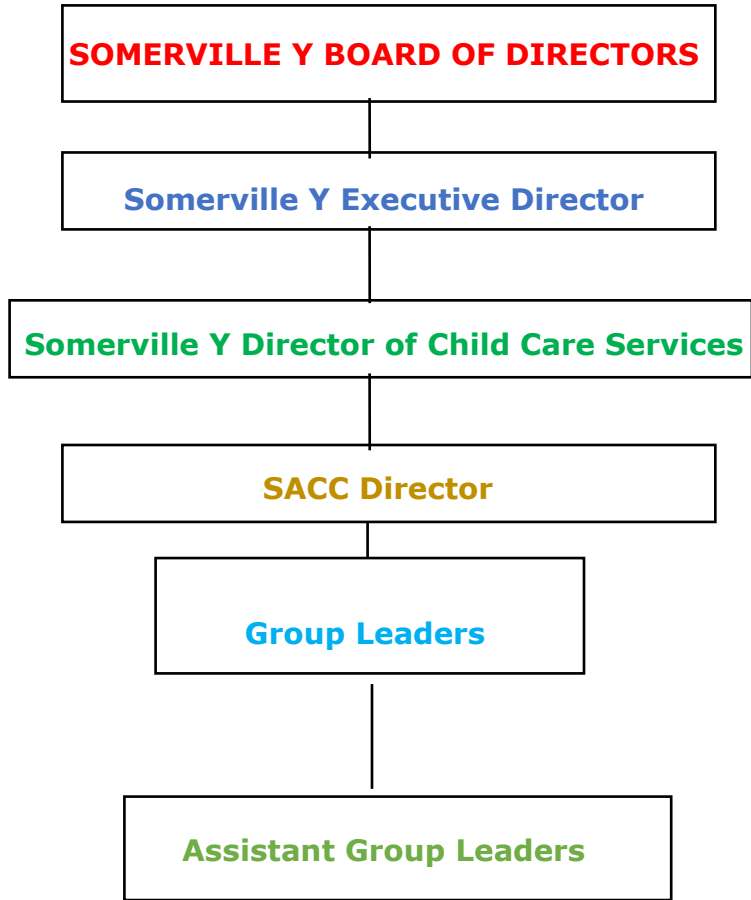 SOMERVILLE Y BOARD OF DIRECTORS
Somerville Y Executive Director
Somerville Y Director of Child Care Services
SACC Director
Group Leaders
Assistant Group Leaders